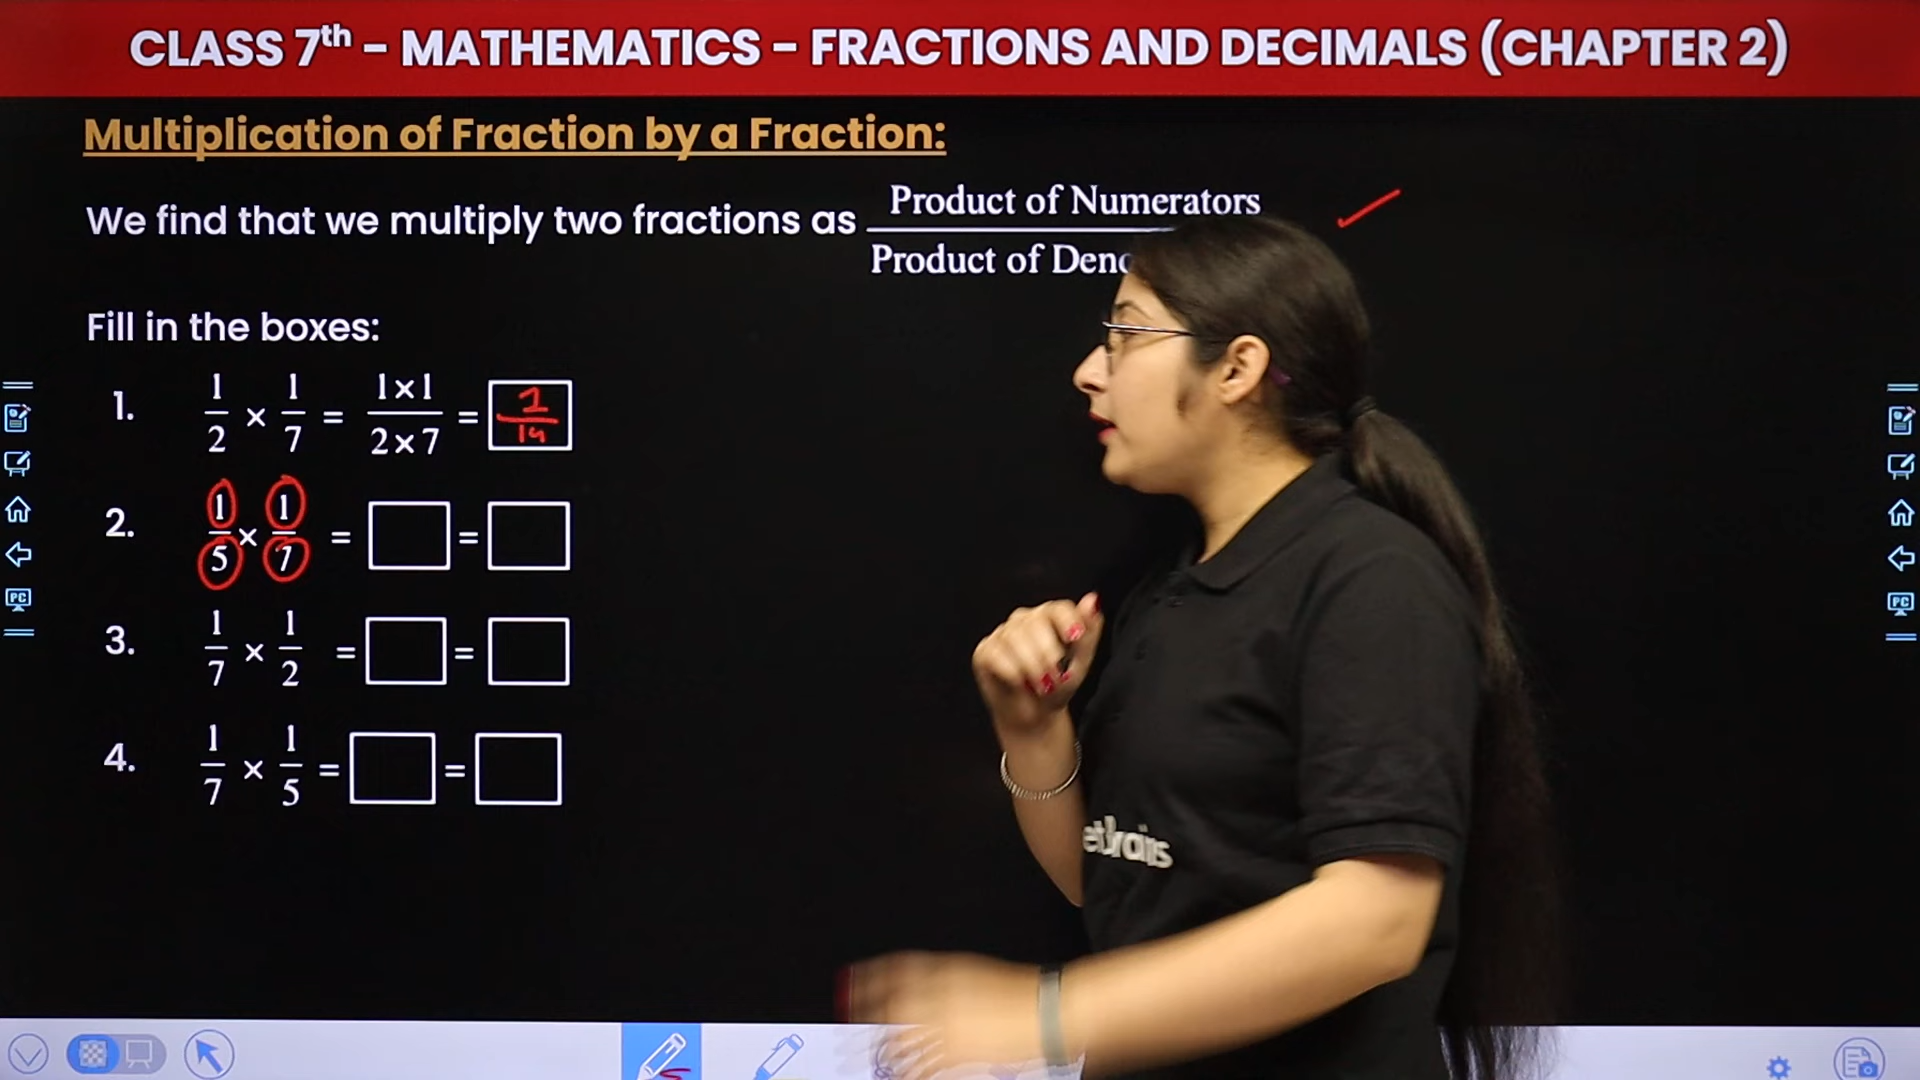 CLASS 7th – MATHEMATICS – FRACTIONS AND DECIMALS (CHAPTER 2)
Multiplication of Fraction by a Fraction:
We find that we multiply two fractions as Product of Numerators / Product of
Fill in the boxes:
1. 1/2 × 1/7 = 1×1/2×7 = 1/14
2. 1/5 × 1/7 = □ = □
3. 1/7 × 1/2 = □ = □
4. 1/7 × 1/5 = □ = □
PC
PC